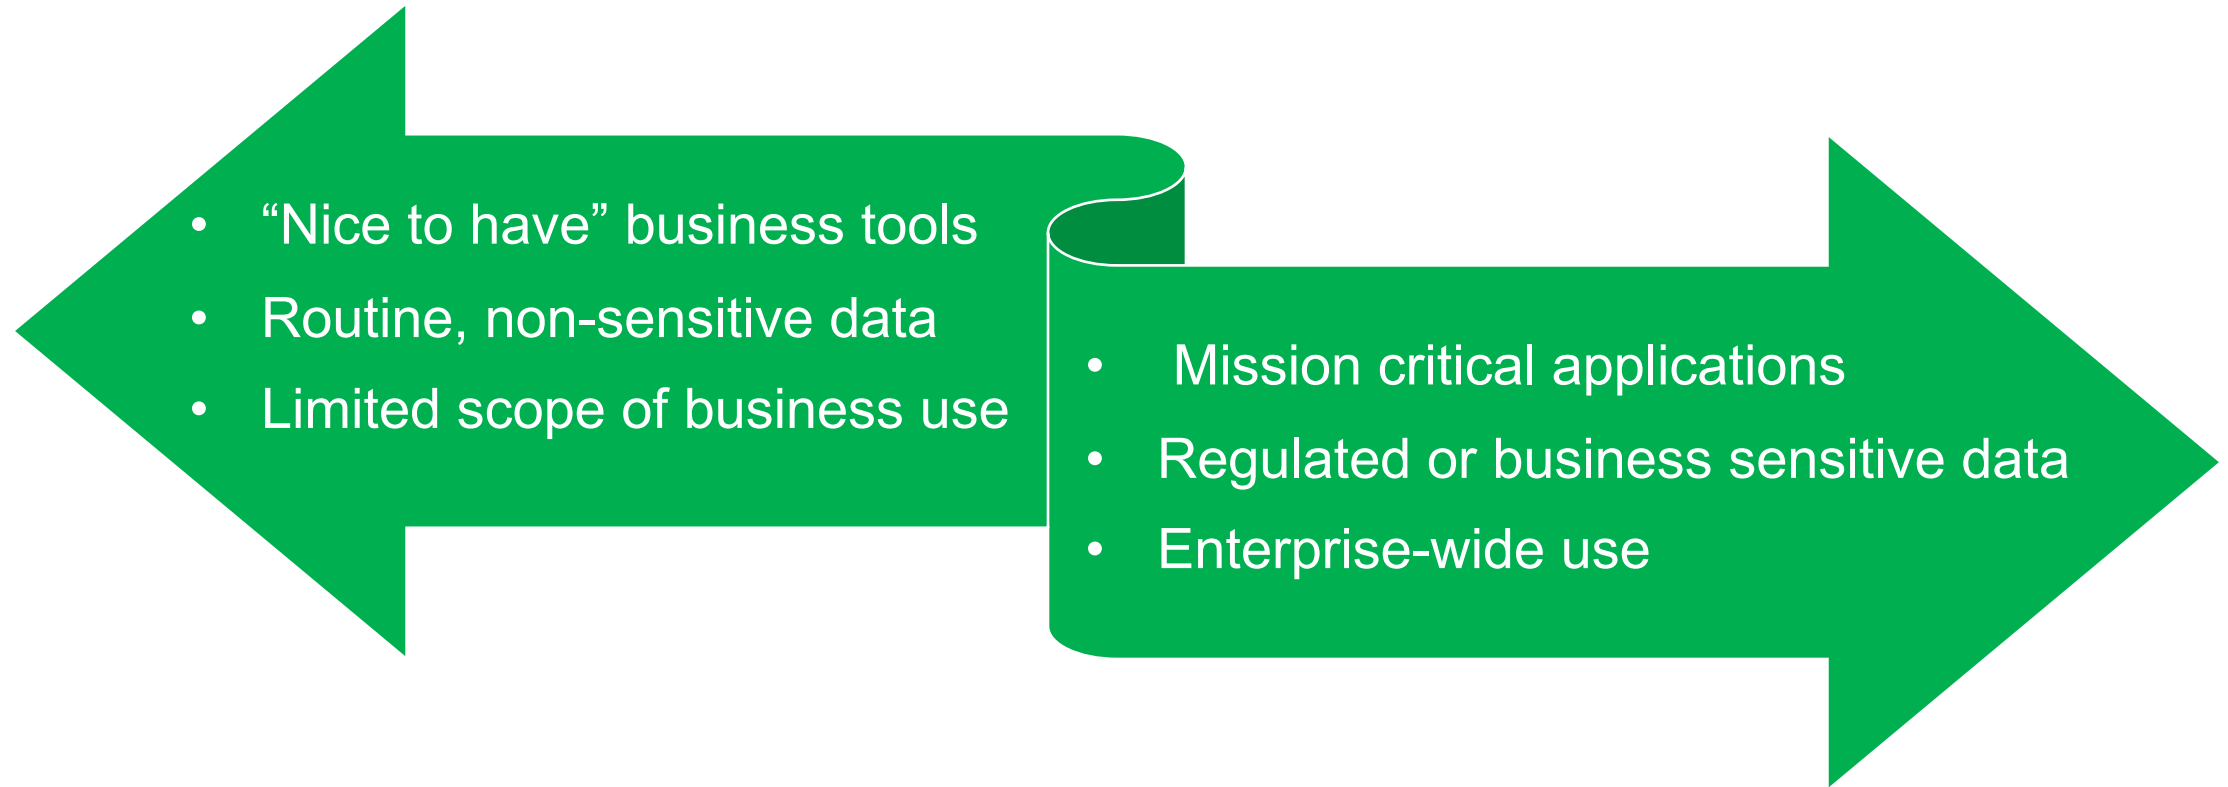 • “Nice to have” business tools
• Routine, non-sensitive data
• Limited scope of business use
• Mission critical applications
• Regulated or business sensitive data
• Enterprise-wide use